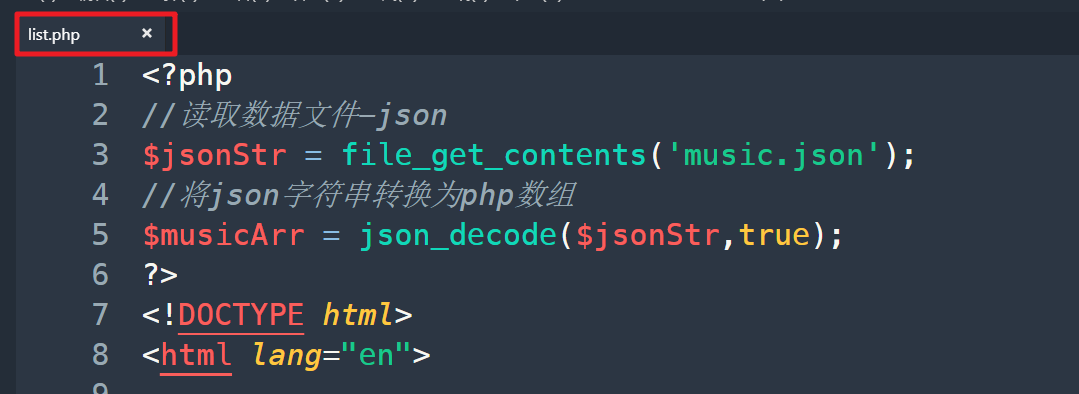 list.php ×
1 <?php
2 //读取数据文件—json
3 $jsonStr = file_get_contents('music.json');
4 //将json字符串转换为php数组
5 $musicArr = json_decode($jsonStr,true);
6 ?>
7 <!DOCTYPE html>
8 <html lang="en">